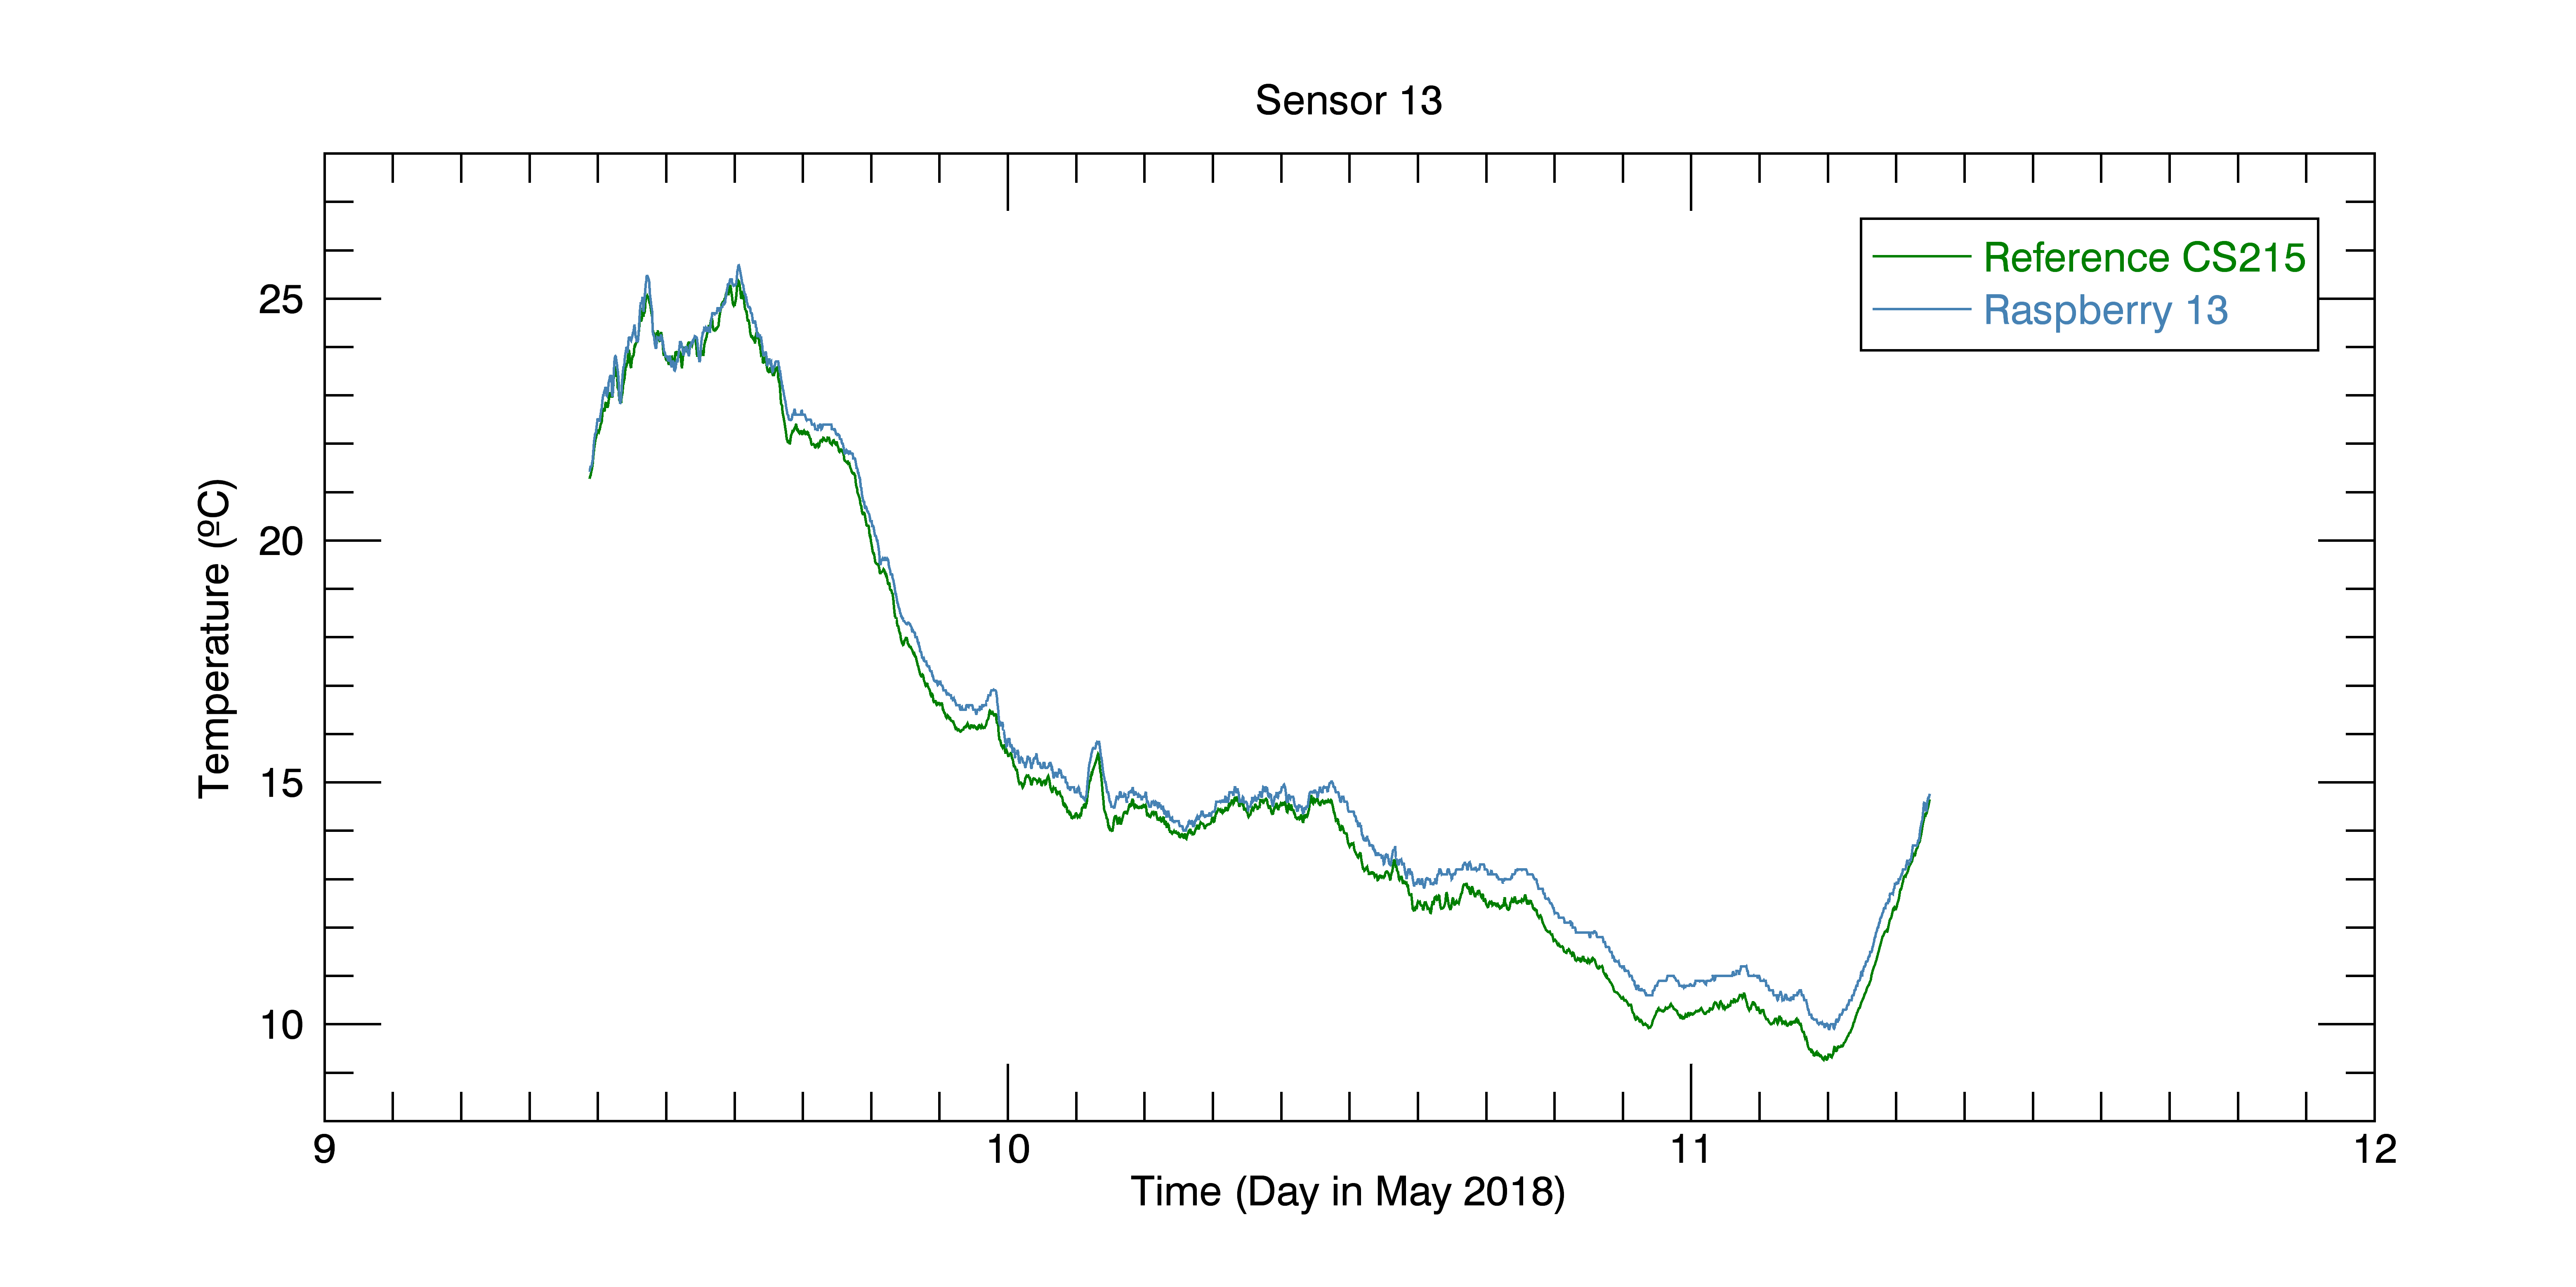 Sensor 13
Reference CS215
Raspberry 13
25
20
15
10
Temperature (ºC)
9
10
11
12
Time (Day in May 2018)